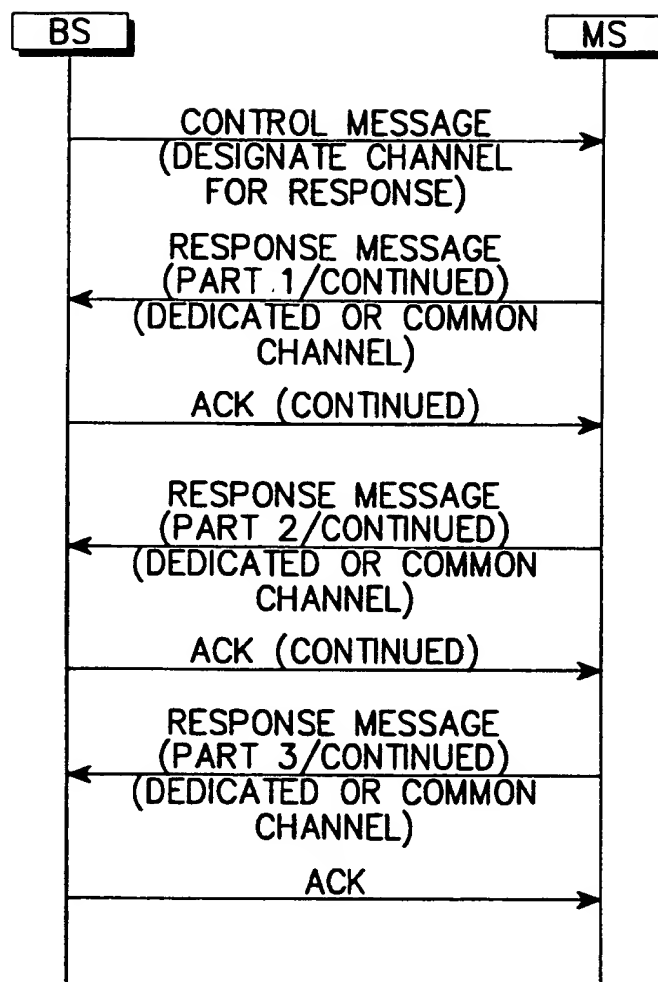 BS
MS
CONTROL MESSAGE
(DESIGNATE CHANNEL
FOR RESPONSE)
RESPONSE MESSAGE
(PART 1/CONTINUED)
(DEDICATED OR COMMON
CHANNEL)
ACK (CONTINUED)
RESPONSE MESSAGE
(PART 2/CONTINUED)
(DEDICATED OR COMMON
CHANNEL)
ACK (CONTINUED)
RESPONSE MESSAGE
(PART 3/CONTINUED)
(DEDICATED OR COMMON
CHANNEL)
ACK